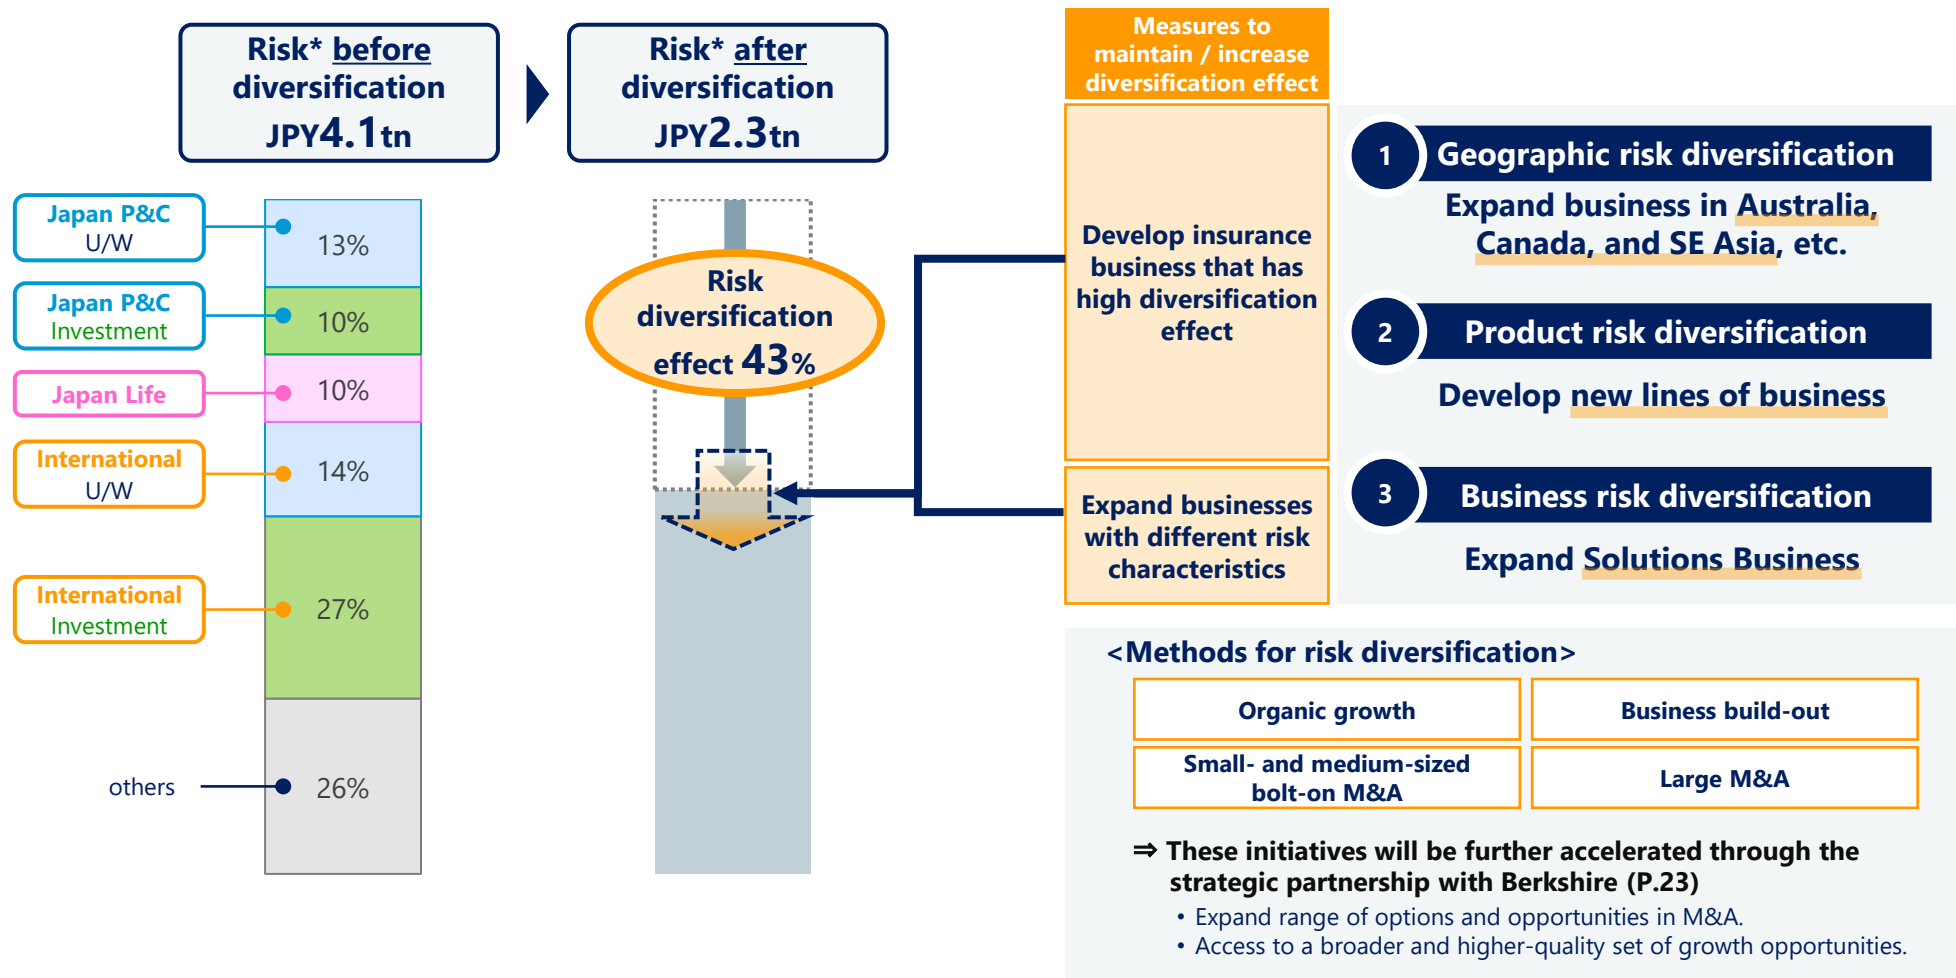 Risk* before
diversification
JPY4.1tn
Risk* after
diversification
JPY2.3tn
Japan P&C
U/W
13%
Japan P&C
Investment
10%
Japan Life
10%
International
U/W
14%
International
Investment
27%
others
26%
Risk
diversification
effect 43%
Measures to
maintain / increase
diversification effect
Develop insurance
business that has
high diversification
effect
Expand businesses
with different risk
characteristics
1
Geographic risk diversification
Expand business in Australia,
Canada, and SE Asia, etc.
2
Product risk diversification
Develop new lines of business
3
Business risk diversification
Expand Solutions Business
<Methods for risk diversification>
Organic growth
Business build-out
Small- and medium-sized
bolt-on M&A
Large M&A
⇒ These initiatives will be further accelerated through the
strategic partnership with Berkshire (P.23)
• Expand range of options and opportunities in M&A.
• Access to a broader and higher-quality set of growth opportunities.